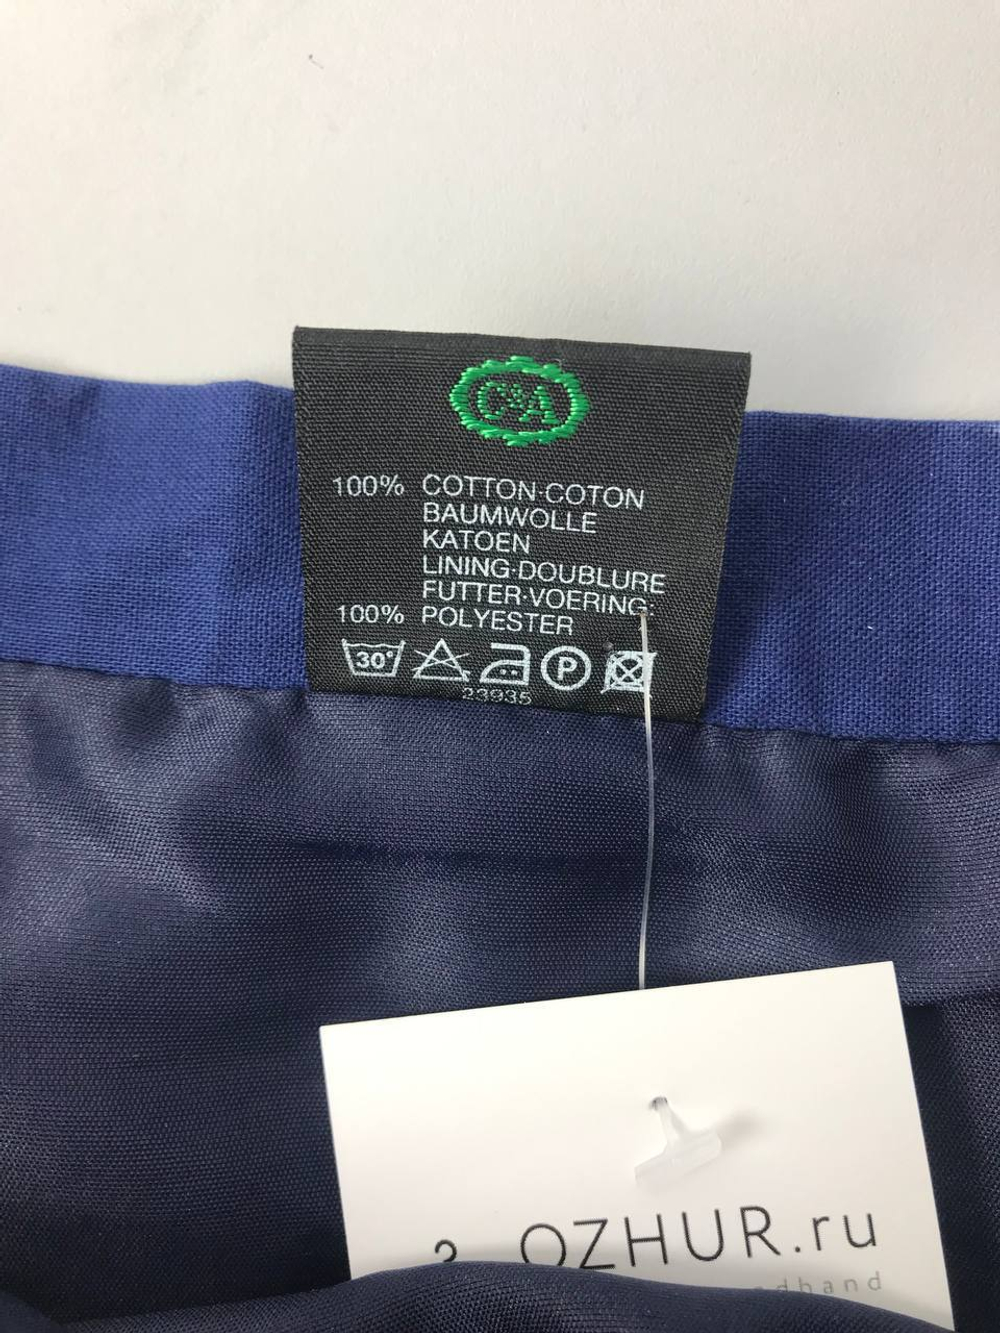 C&A
100% COTTON·COTON
BAUMWOLLE
KATOEN
LINING·DOUBLURE
FUTTER·VOERING:
100% POLYESTER
30° P
23935
OZHUR.ru